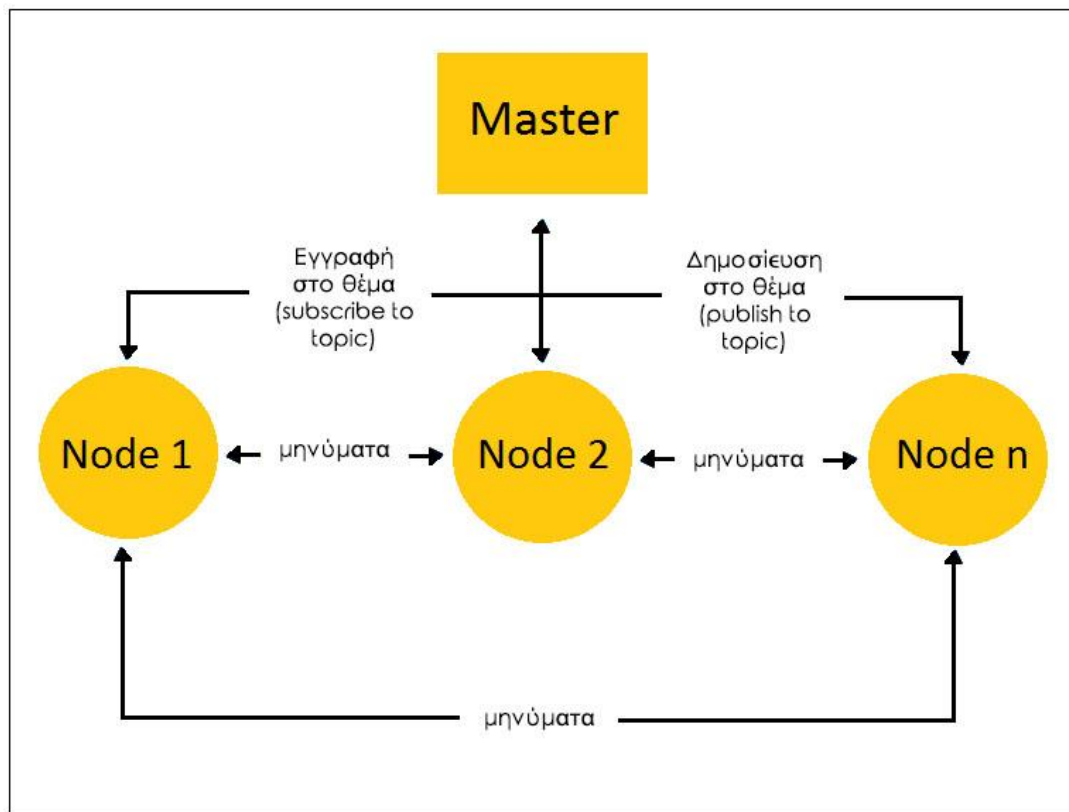 Master
Εγγραφή
στο θέμα
(subscribe to
topic)
Δημοσίευση
στο θέμα
(publish to
topic)
Node 1
μηνύματα
Node 2
μηνύματα
Node n
μηνύματα